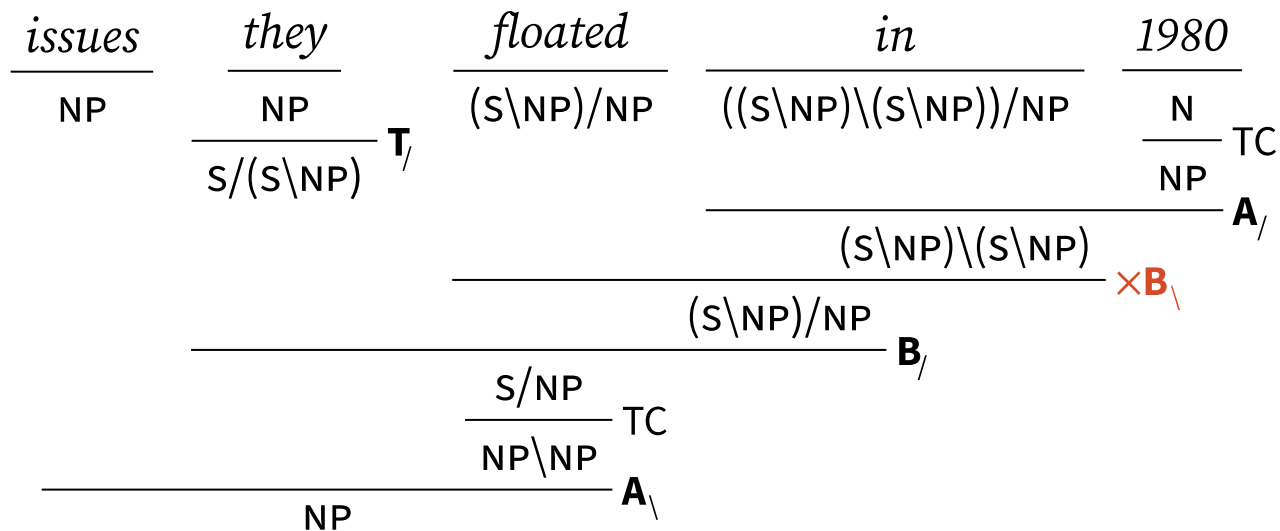 issues they floated in 1980
NP NP (S\NP)/NP ((S\NP)\(S\NP))/NP N
T/ TC
S/(S\NP) NP
A/
(S\NP)\(S\NP)
×B\
(S\NP)/NP
B/
S/NP
TC
NP\NP
A\
NP